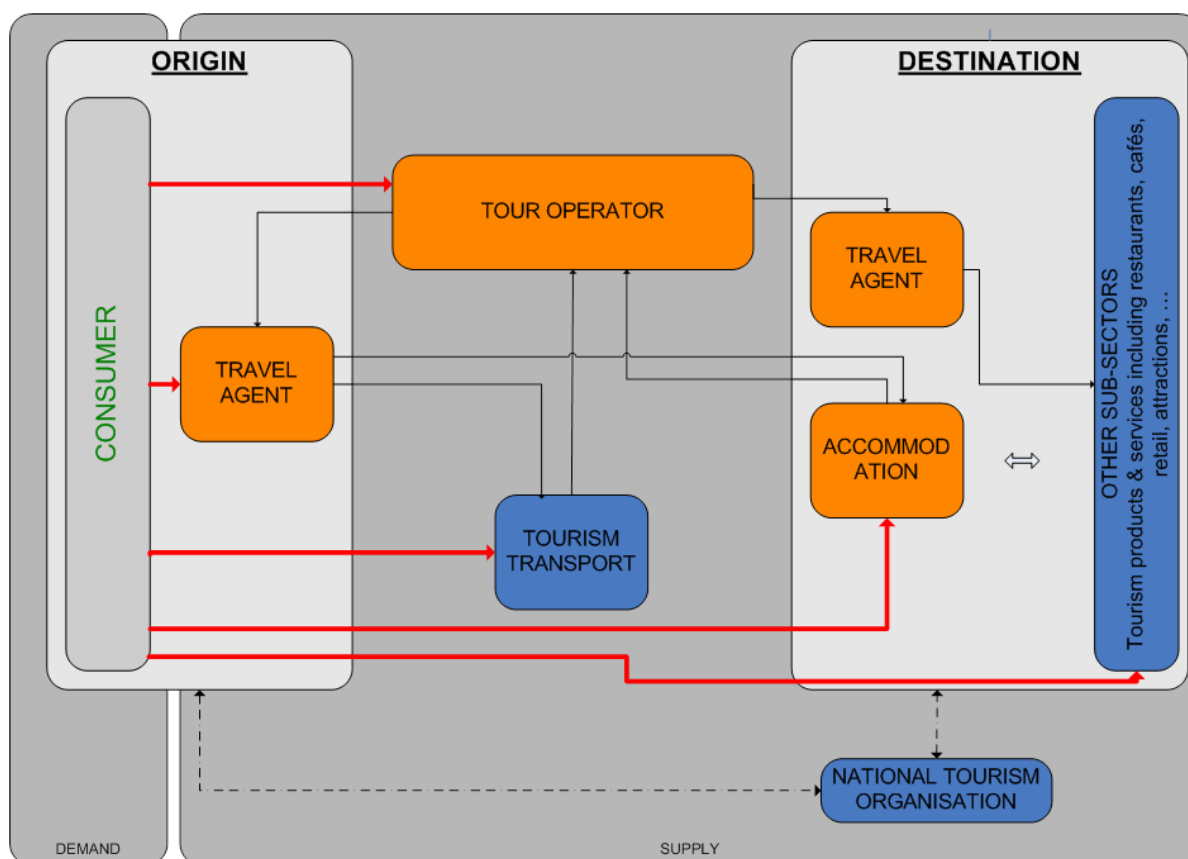 ORIGIN
DESTINATION
CONSUMER
TOUR OPERATOR
TRAVEL
AGENT
TRAVEL
AGENT
ACCOMMOD
ATION
TOURISM
TRANSPORT
OTHER SUB-SECTORS
Tourism products & services including restaurants, cafés,
retail, attractions, …
NATIONAL TOURISM
ORGANISATION
DEMAND
SUPPLY